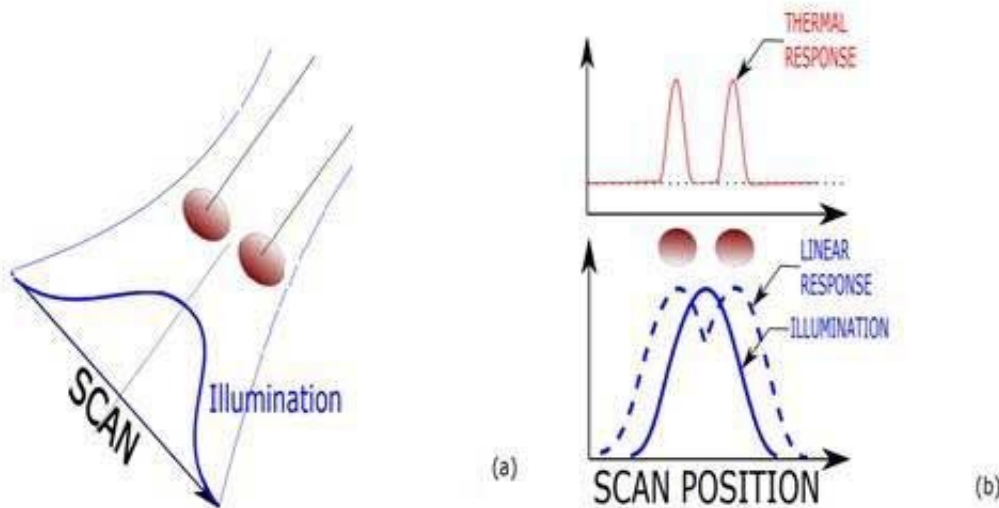 SCAN
Illumination
(a)
THERMAL
RESPONSE
LINEAR
RESPONSE
ILLUMINATION
SCAN POSITION
(b)